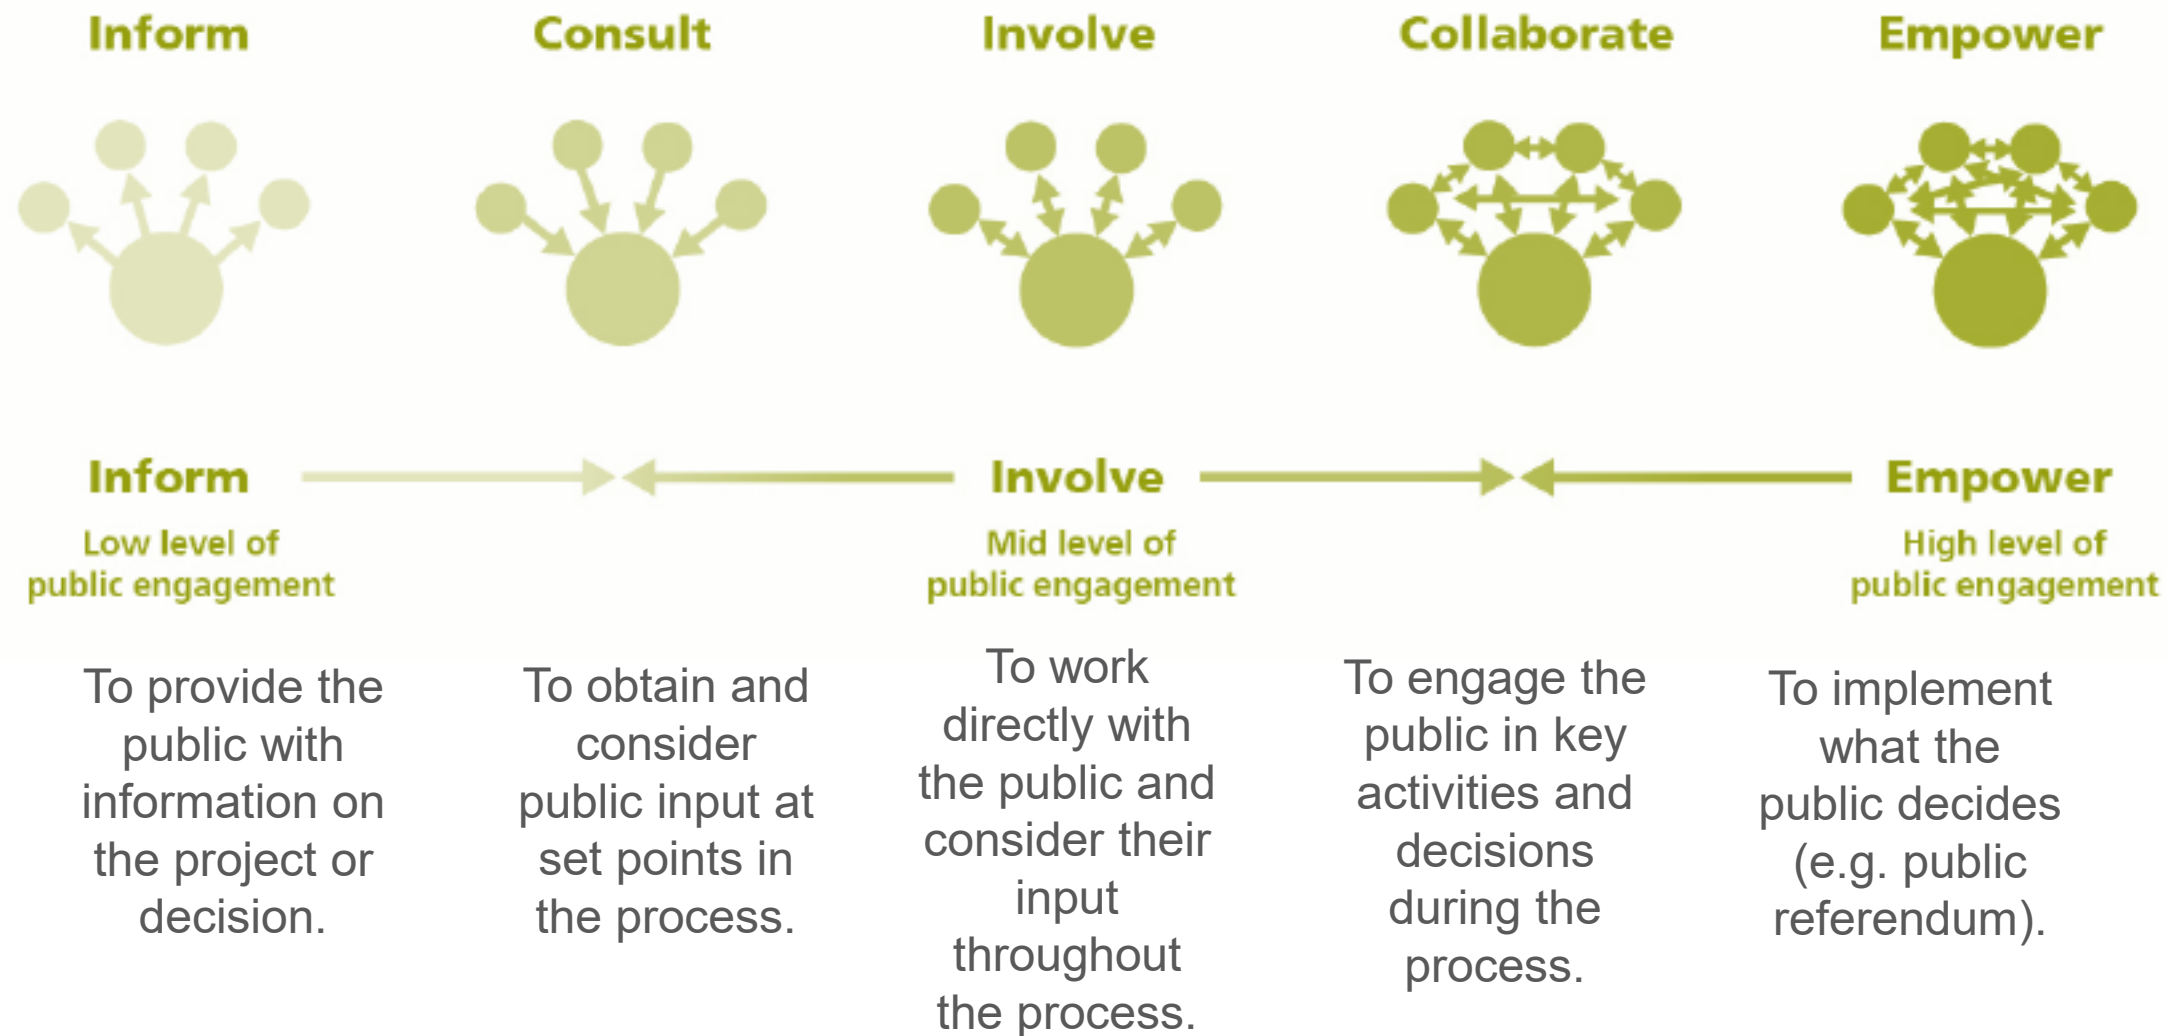 Inform
Consult
Involve
Collaborate
Empower
Inform
Involve
Empower
Low level of
public engagement
Mid level of
public engagement
High level of
public engagement
To provide the
public with
information on
the project or
decision.
To obtain and
consider
public input at
set points in
the process.
To work
directly with
the public and
consider their
input
throughout
the process.
To engage the
public in key
activities and
decisions
during the
process.
To implement
what the
public decides
(e.g. public
referendum).